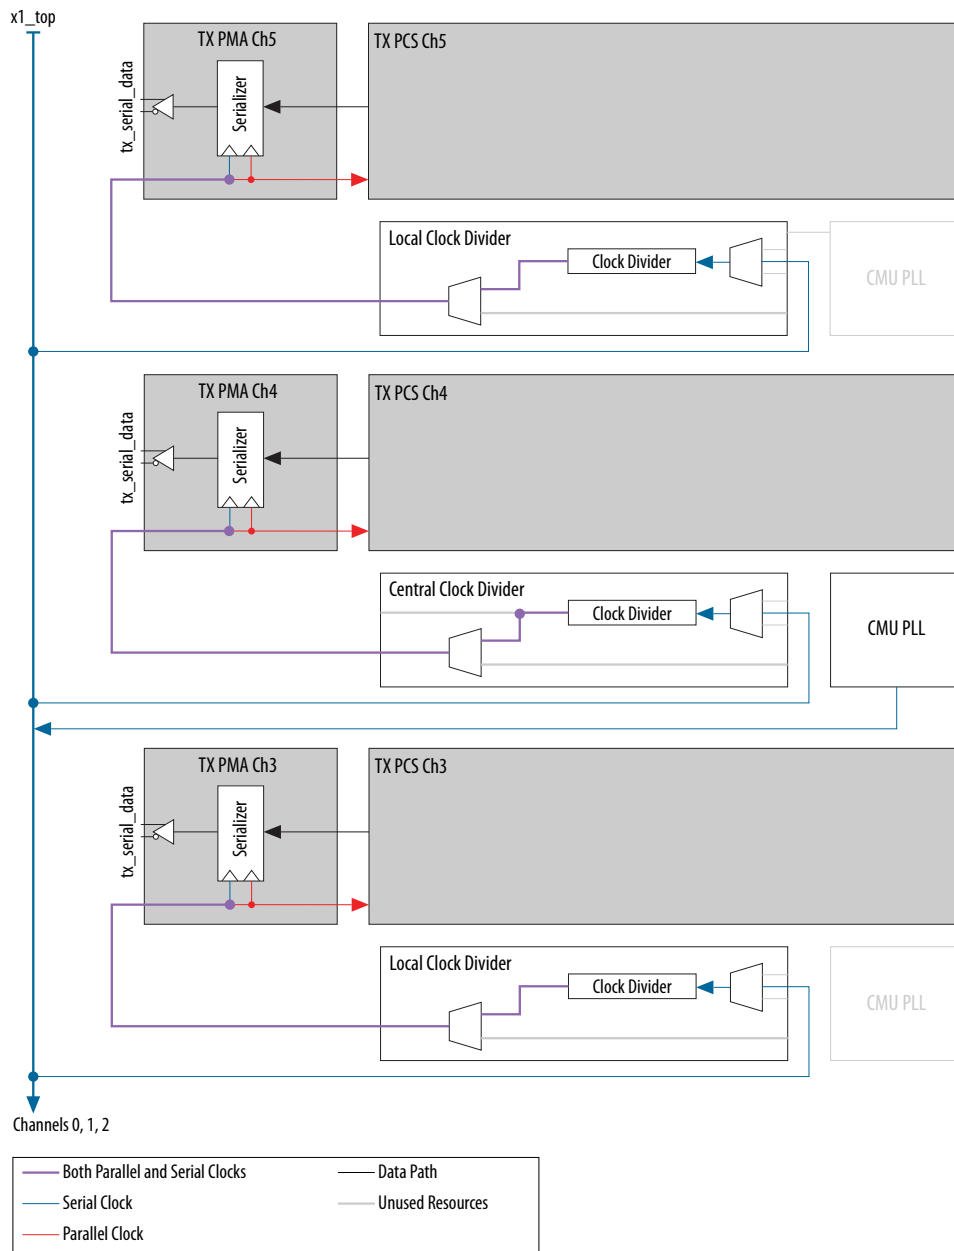 x1_top
TX PMA Ch5
TX PCS Ch5
tx_serial_data
Serializer
Local Clock Divider
Clock Divider
CMU PLL
TX PMA Ch4
TX PCS Ch4
tx_serial_data
Serializer
Central Clock Divider
Clock Divider
CMU PLL
TX PMA Ch3
TX PCS Ch3
tx_serial_data
Serializer
Local Clock Divider
Clock Divider
CMU PLL
Channels 0, 1, 2
Both Parallel and Serial Clocks
Data Path
Serial Clock
Unused Resources
Parallel Clock